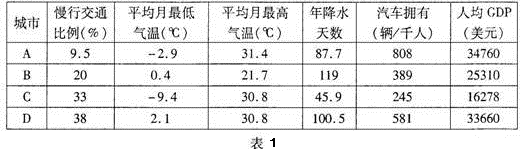 城市 慢行交通比例(%) 平均月最低气温(℃) 平均月最高气温(℃) 年降水天数 汽车拥有(辆/千人) 人均 GDP(美元)
A 9.5 -2.9 31.4 87.7 808 34760
B 20 0.4 21.7 119 389 25310
C 33 -9.4 30.8 45.9 245 16278
D 38 2.1 30.8 100.5 581 33660
表 1